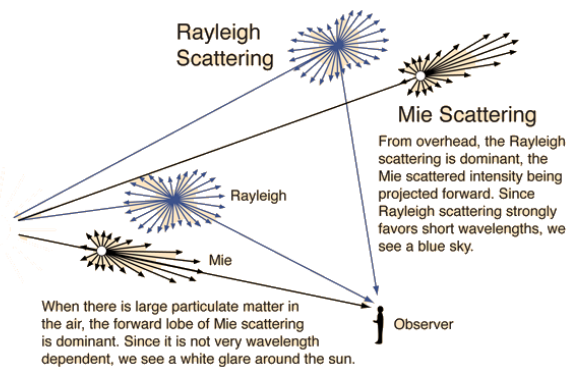 Rayleigh
Scattering
Mie Scattering
From overhead, the Rayleigh
scattering is dominant, the
Mie scattered intensity being
projected forward. Since
Rayleigh scattering strongly
favors short wavelengths, we
see a blue sky.
Rayleigh
Mie
When there is large particulate matter in
the air, the forward lobe of Mie scattering
is dominant. Since it is not very wavelength
dependent, we see a white glare around the sun.
Observer